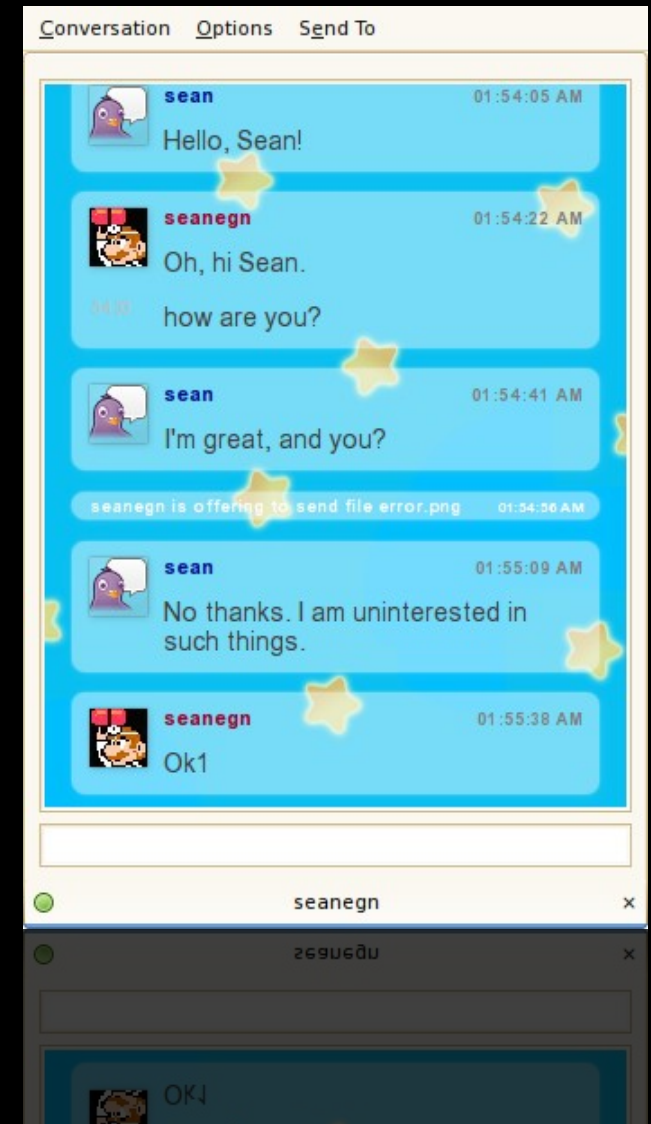 Conversation Options Send To
sean 01:54:05 AM
Hello, Sean!
seanegn 01:54:22 AM
Oh, hi Sean.
how are you?
sean 01:54:41 AM
I'm great, and you?
seanegn is offering to send file error.png 01:54:56 AM
sean 01:55:09 AM
No thanks. I am uninterested in
such things.
seanegn 01:55:38 AM
Ok1
seanegn ×
seanegn ×
Ok1